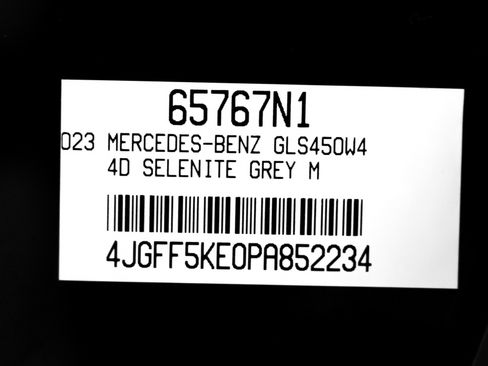 65767N1
023 MERCEDES-BENZ GLS450W4
4D SELENITE GREY M
4JGFF5KE0PA852234